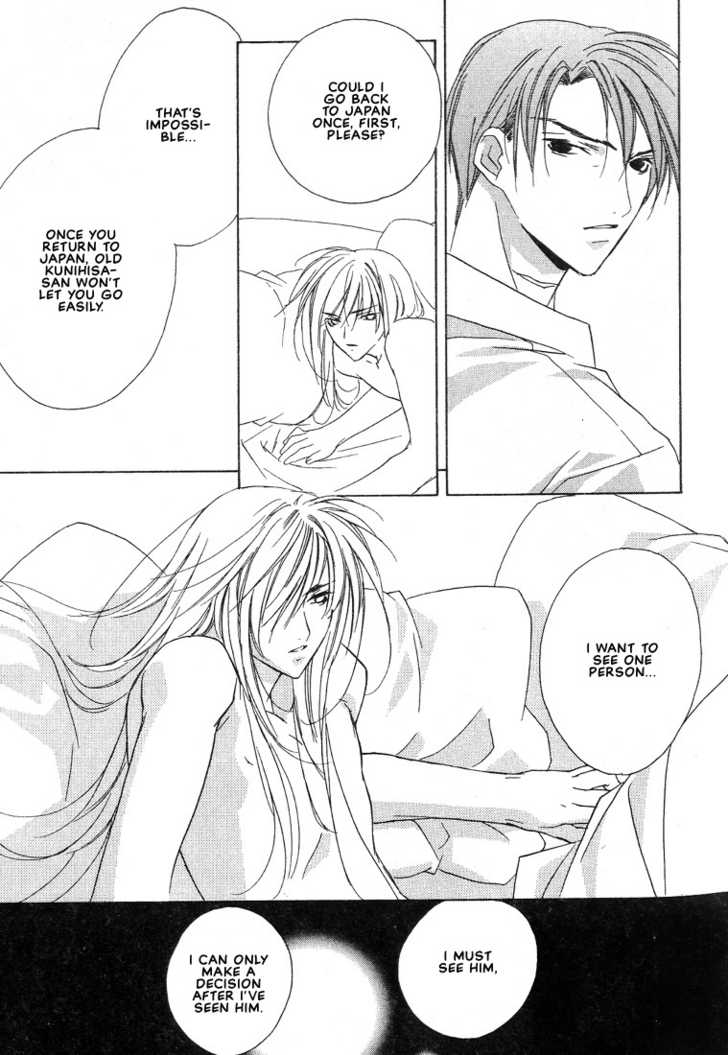 COULD I
GO BACK
TO JAPAN
ONCE, FIRST,
PLEASE?
THAT'S
IMPOSSI-
BLE...
ONCE YOU
RETURN TO
JAPAN, OLD
KUNIHISA-
SAN WON'T
LET YOU GO
EASILY.
I WANT TO
SEE ONE
PERSON...
I MUST
SEE HIM,
I CAN ONLY
MAKE A
DECISION
AFTER I'VE
SEEN HIM.